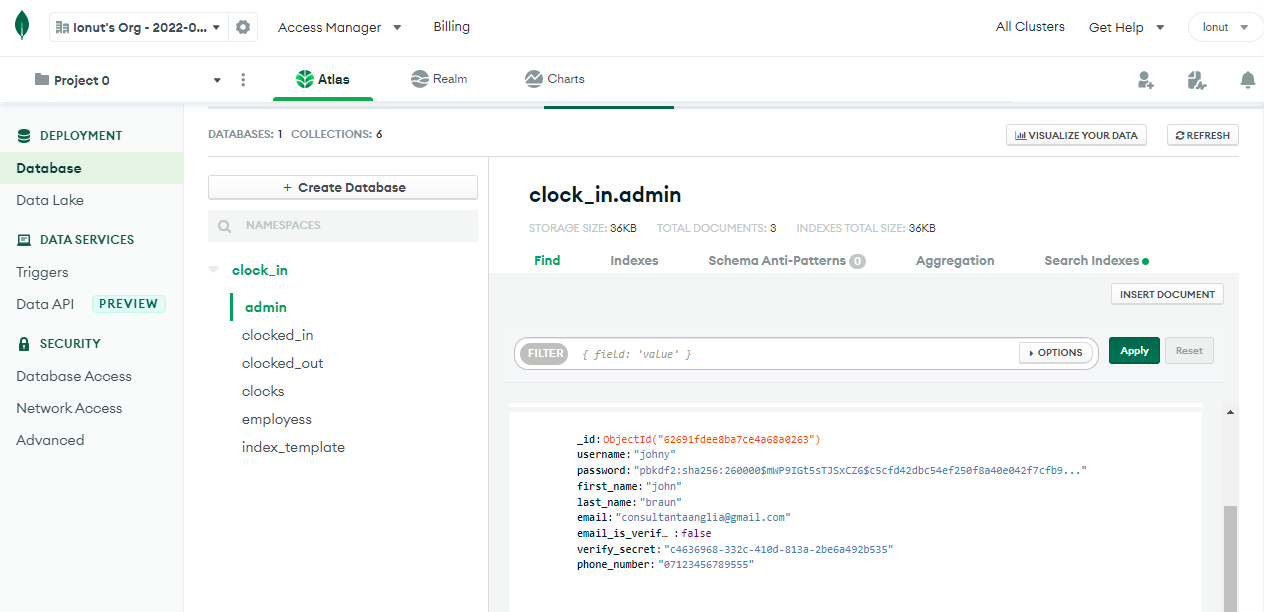 Ionut's Org - 2022-0...
Access Manager
Billing
All Clusters
Get Help
Ionut
Project 0
Atlas
Realm
Charts
DEPLOYMENT
Database
Data Lake
DATA SERVICES
Triggers
Data API PREVIEW
SECURITY
Database Access
Network Access
Advanced
DATABASES: 1 COLLECTIONS: 6
VISUALIZE YOUR DATA
REFRESH
+ Create Database
NAMESPACES
clock_in
admin
clocked_in
clocked_out
clocks
employess
index_template
clock_in.admin
STORAGE SIZE: 36KB TOTAL DOCUMENTS: 3 INDEXES TOTAL SIZE: 36KB
Find Indexes Schema Anti-Patterns 0 Aggregation Search Indexes
INSERT DOCUMENT
FILTER { field: 'value' } OPTIONS Apply Reset
_id: ObjectId("62691fdee8ba7ce4a68a0263")
username: "johny"
password: "pbkdf2:sha256:260000$mWP9IGt5sTJSxCZ6$c5cfd42dbc54ef250f8a40e042f7cfb9..."
first_name: "john"
last_name: "braun"
email: "consultantaanglia@gmail.com"
email_is_verif… : false
verify_secret: "c4636968-332c-410d-813a-2be6a492b535"
phone_number: "07123456789555"